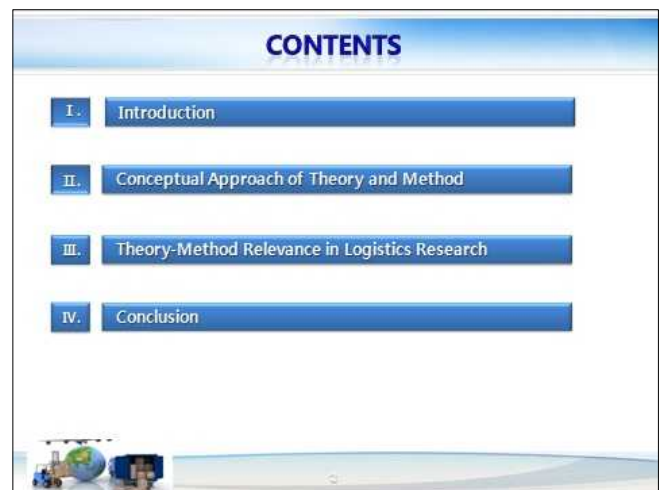 CONTENTS
Ⅰ. Introduction
Ⅱ. Conceptual Approach of Theory and Method
Ⅲ. Theory-Method Relevance in Logistics Research
Ⅳ. Conclusion